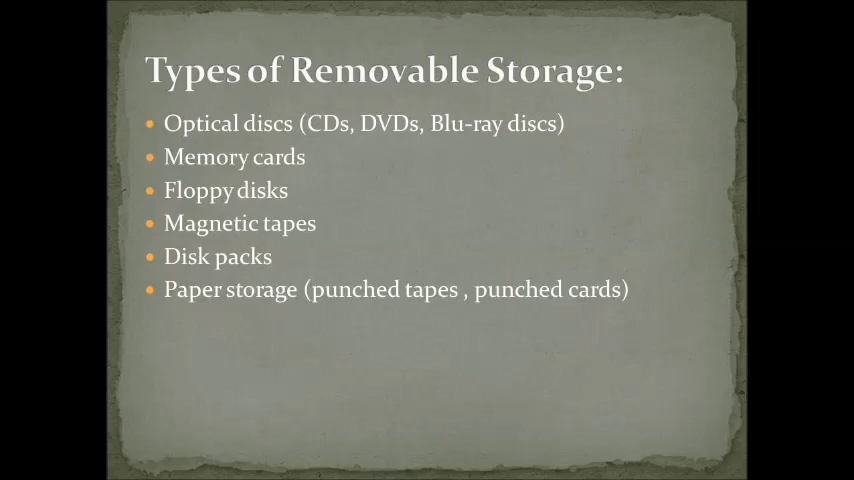 Types of Removable Storage:
• Optical discs (CDs, DVDs, Blu-ray discs)
• Memory cards
• Floppy disks
• Magnetic tapes
• Disk packs
• Paper storage (punched tapes , punched cards)